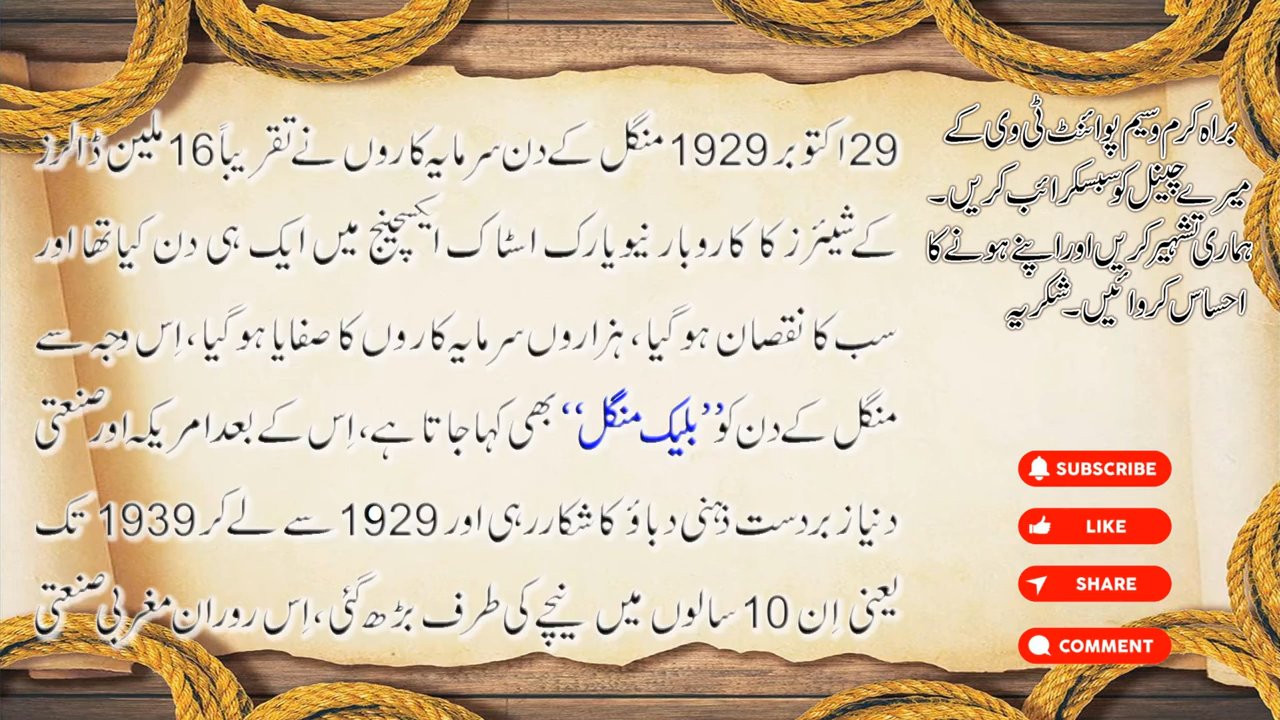 29 اکتوبر 1929 منگل کے دن سرمایہ کاروں نے تقریباً 16 ملین ڈالرز
کے شیئرز کا کاروبار نیویارک اسٹاک ایکسچینج میں ایک ہی دن کیا تھا اور
سب کا نقصان ہو گیا، ہزاروں سرمایہ کاروں کا صفایا ہو گیا، اِس وجہ سے
منگل کے دن کو ’’بلیک منگل‘‘ بھی کہا جاتا ہے، اِس کے بعد امریکہ اور صنعتی
دنیا زبردست ذہنی دباؤ کا شکار رہی اور 1929 سے لے کر 1939 تک
یعنی اِن 10 سالوں میں نیچے کی طرف بڑھ گئی، اِس روران مغربی صنعتی
براہ کرم وسیم پوائنٹ ٹی وی کے
میرے چینل کو سبسکرائب کریں۔
ہماری تشہیر کریں اور اپنے ہونے کا
احساس کروائیں۔ شکریہ
SUBSCRIBE
LIKE
SHARE
COMMENT